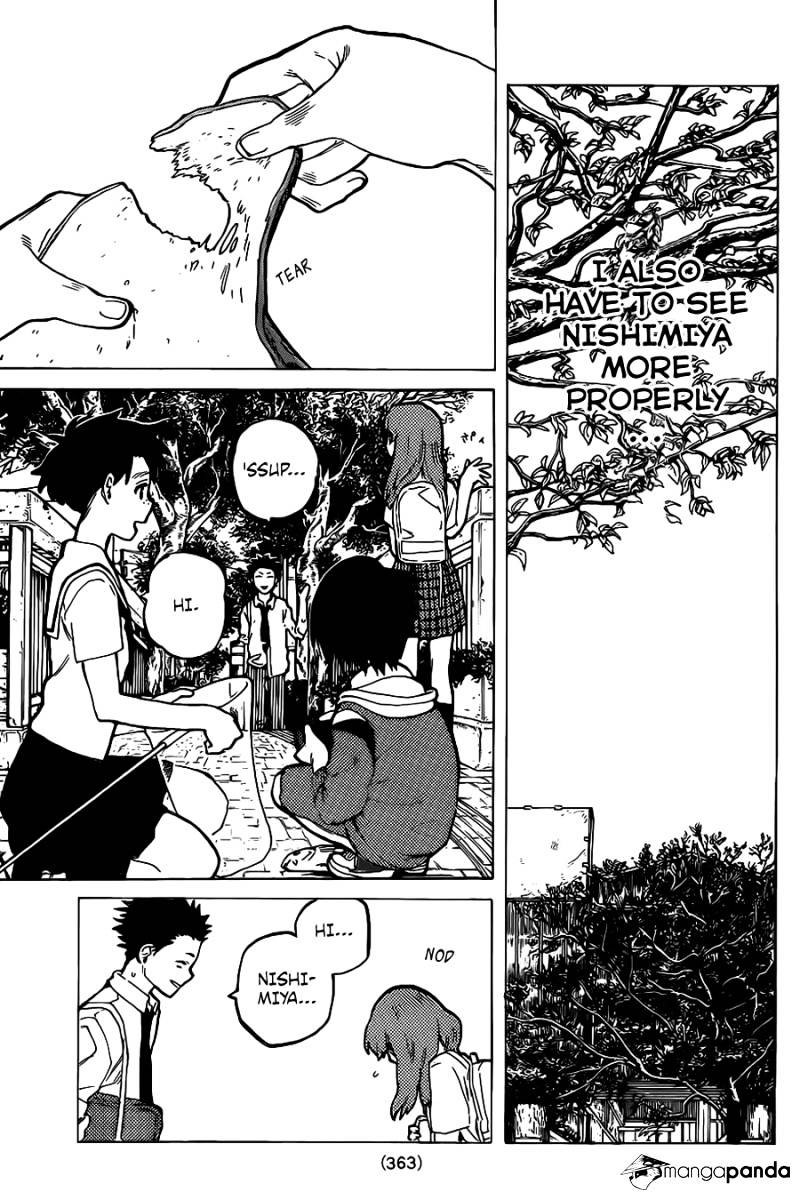 I ALSO
HAVE TO SEE
NISHIMIYA
MORE
PROPERLY
...
TEAR
'SSUP...
HI.
HI...
NISHI-
MIYA...
NOD
(363)
mangapanda